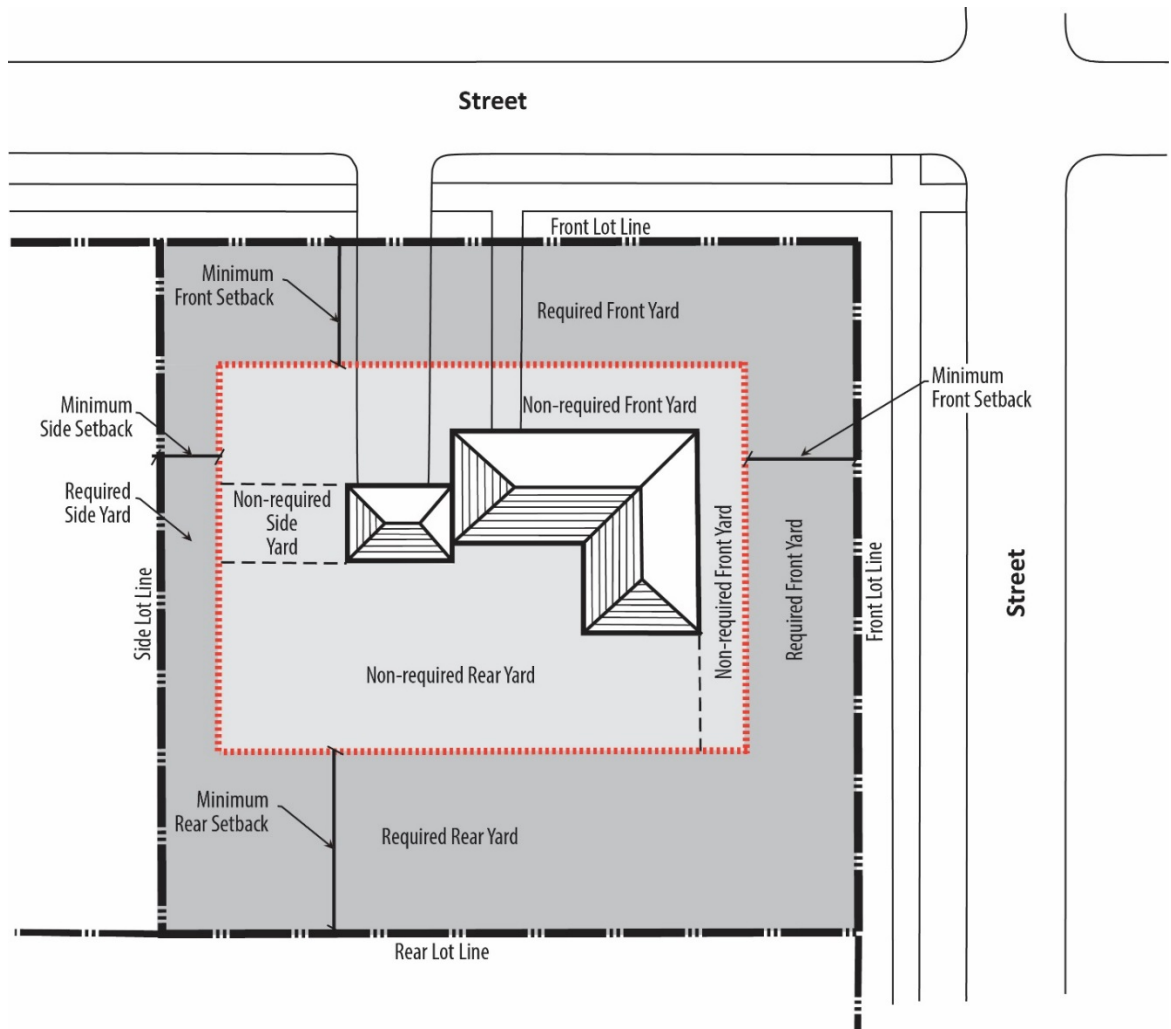 Street
Front Lot Line
Minimum
Front Setback
Required Front Yard
Minimum
Front Setback
Minimum
Side Setback
Non-required Front Yard
Required
Side Yard
Non-required
Side
Yard
Non-required Front Yard
Required Front Yard
Front Lot Line
Street
Side Lot Line
Non-required Rear Yard
Minimum
Rear Setback
Required Rear Yard
Rear Lot Line